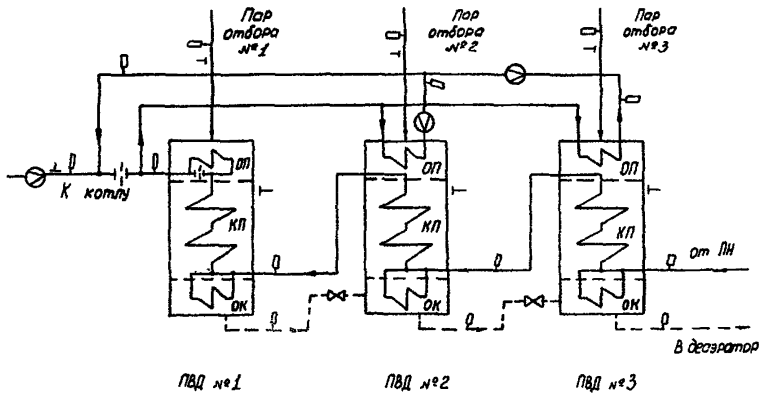 Пар
отбора
№1
Пар
отбора
№2
Пар
отбора
№3
К котлу
ОП
ОП
ОП
КП
КП
КП
от ПН
ОК
ОК
ОК
В деаэратор
ПВД №1
ПВД №2
ПВД №3